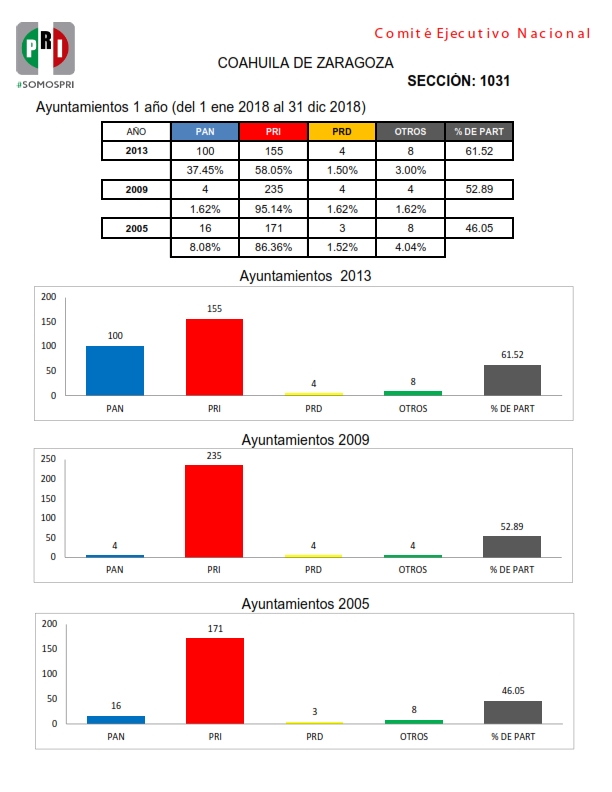 Comité Ejecutivo Nacional
PRI
#SOMOSPRI
COAHUILA DE ZARAGOZA
SECCIÓN: 1031
Ayuntamientos 1 año (del 1 ene 2018 al 31 dic 2018)
AÑO PAN PRI PRD OTROS % DE PART
2013 100 155 4 8 61.52
37.45% 58.05% 1.50% 3.00%
2009 4 235 4 4 52.89
1.62% 95.14% 1.62% 1.62%
2005 16 171 3 8 46.05
8.08% 86.36% 1.52% 4.04%
Ayuntamientos 2013
200
150
100
50
0
100 155 4 8 61.52
PAN PRI PRD OTROS % DE PART
Ayuntamientos 2009
250
200
150
100
50
0
4 235 4 4 52.89
PAN PRI PRD OTROS % DE PART
Ayuntamientos 2005
200
150
100
50
0
16 171 3 8 46.05
PAN PRI PRD OTROS % DE PART